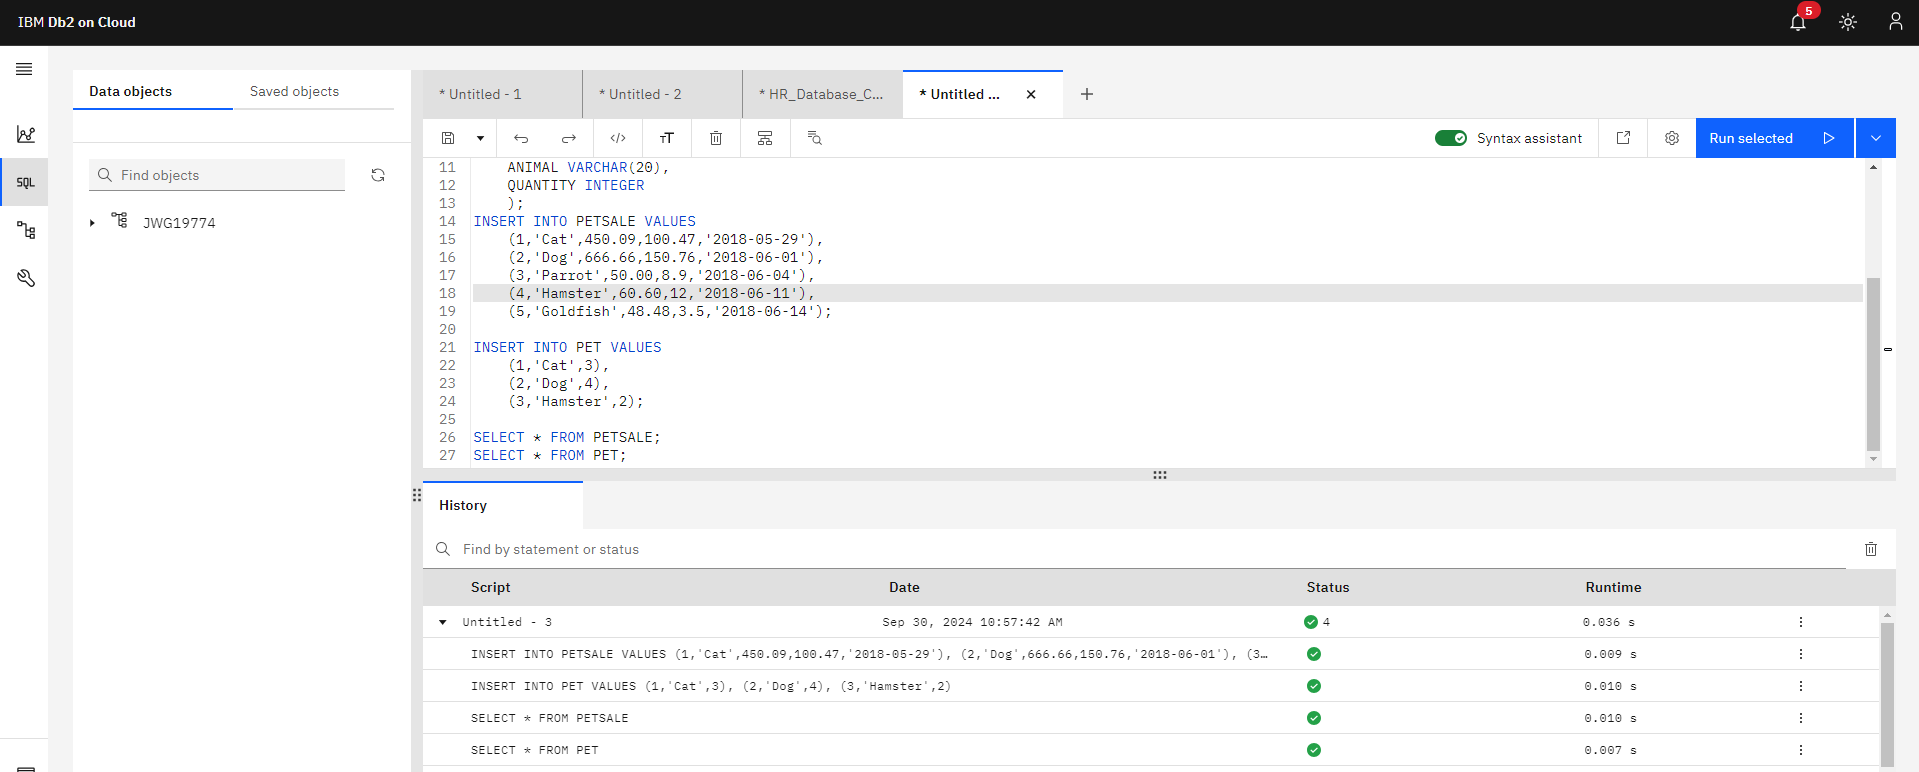 IBM Db2 on Cloud
5
Data objects
Saved objects
* Untitled - 1
* Untitled - 2
* HR_Database_C...
* Untitled ...
Syntax assistant
Run selected
SQL
Find objects
JWG19774
11 ANIMAL VARCHAR(20),
12 QUANTITY INTEGER
13 );
14 INSERT INTO PETSALE VALUES
15 (1,'Cat',450.09,100.47,'2018-05-29'),
16 (2,'Dog',666.66,150.76,'2018-06-01'),
17 (3,'Parrot',50.00,8.9,'2018-06-04'),
18 (4,'Hamster',60.60,12,'2018-06-11'),
19 (5,'Goldfish',48.48,3.5,'2018-06-14');
20
21 INSERT INTO PET VALUES
22 (1,'Cat',3),
23 (2,'Dog',4),
24 (3,'Hamster',2);
25
26 SELECT * FROM PETSALE;
27 SELECT * FROM PET;
History
Find by statement or status
Script Date Status Runtime
Untitled - 3 Sep 30, 2024 10:57:42 AM 4 0.036 s
INSERT INTO PETSALE VALUES (1,'Cat',450.09,100.47,'2018-05-29'), (2,'Dog',666.66,150.76,'2018-06-01'), (3... 0.009 s
INSERT INTO PET VALUES (1,'Cat',3), (2,'Dog',4), (3,'Hamster',2) 0.010 s
SELECT * FROM PETSALE 0.010 s
SELECT * FROM PET 0.007 s